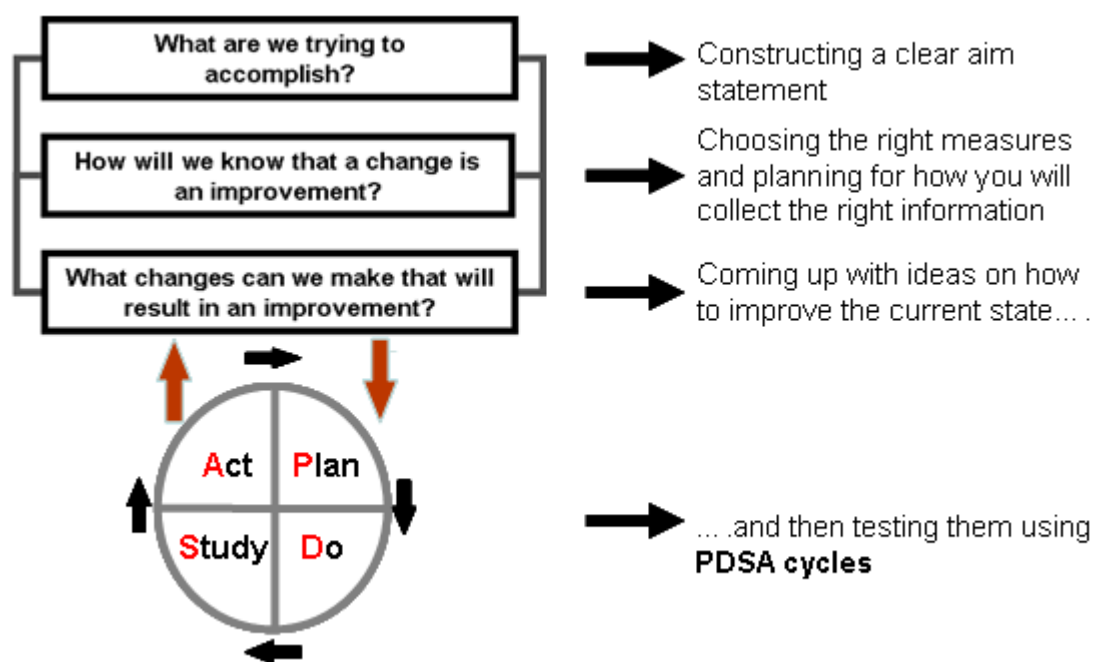 What are we trying to
accomplish?
Constructing a clear aim
statement
How will we know that a change is
an improvement?
Choosing the right measures
and planning for how you will
collect the right information
What changes can we make that will
result in an improvement?
Coming up with ideas on how
to improve the current state... .
Act
Plan
Study
Do
... .and then testing them using
PDSA cycles